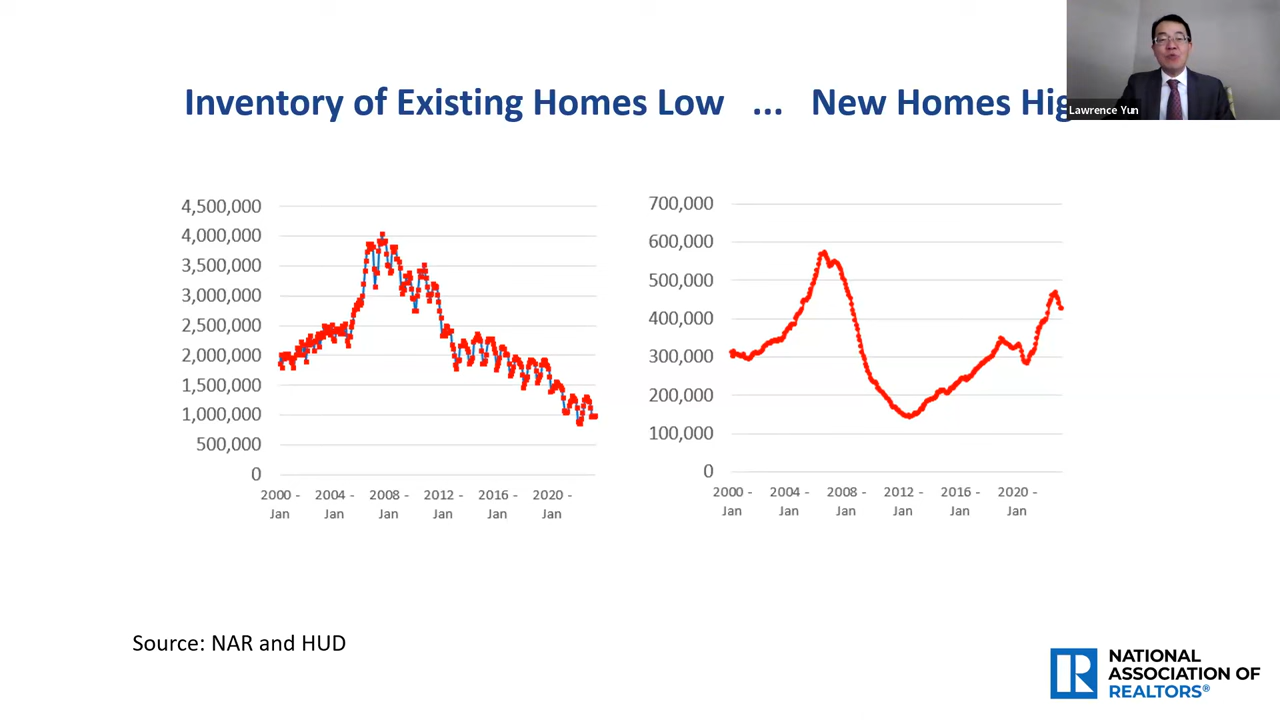 Inventory of Existing Homes Low ... New Homes Hig
Lawrence Yun
4,500,000
4,000,000
3,500,000
3,000,000
2,500,000
2,000,000
1,500,000
1,000,000
500,000
0
2000 - 2004 - 2008 - 2012 - 2016 - 2020 -
Jan Jan Jan Jan Jan Jan
700,000
600,000
500,000
400,000
300,000
200,000
100,000
0
2000 - 2004 - 2008 - 2012 - 2016 - 2020 -
Jan Jan Jan Jan Jan Jan
Source: NAR and HUD
R
NATIONAL
ASSOCIATION OF
REALTORS®